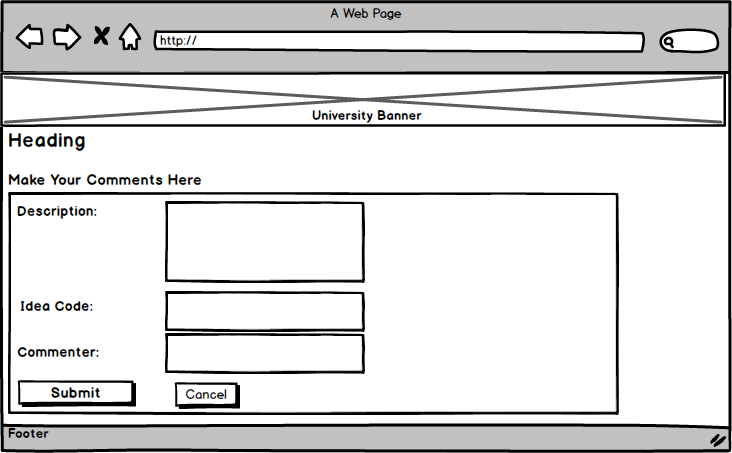 A Web Page
http://
University Banner
Heading
Make Your Comments Here
Description:
Idea Code:
Commenter:
Submit
Cancel
Footer